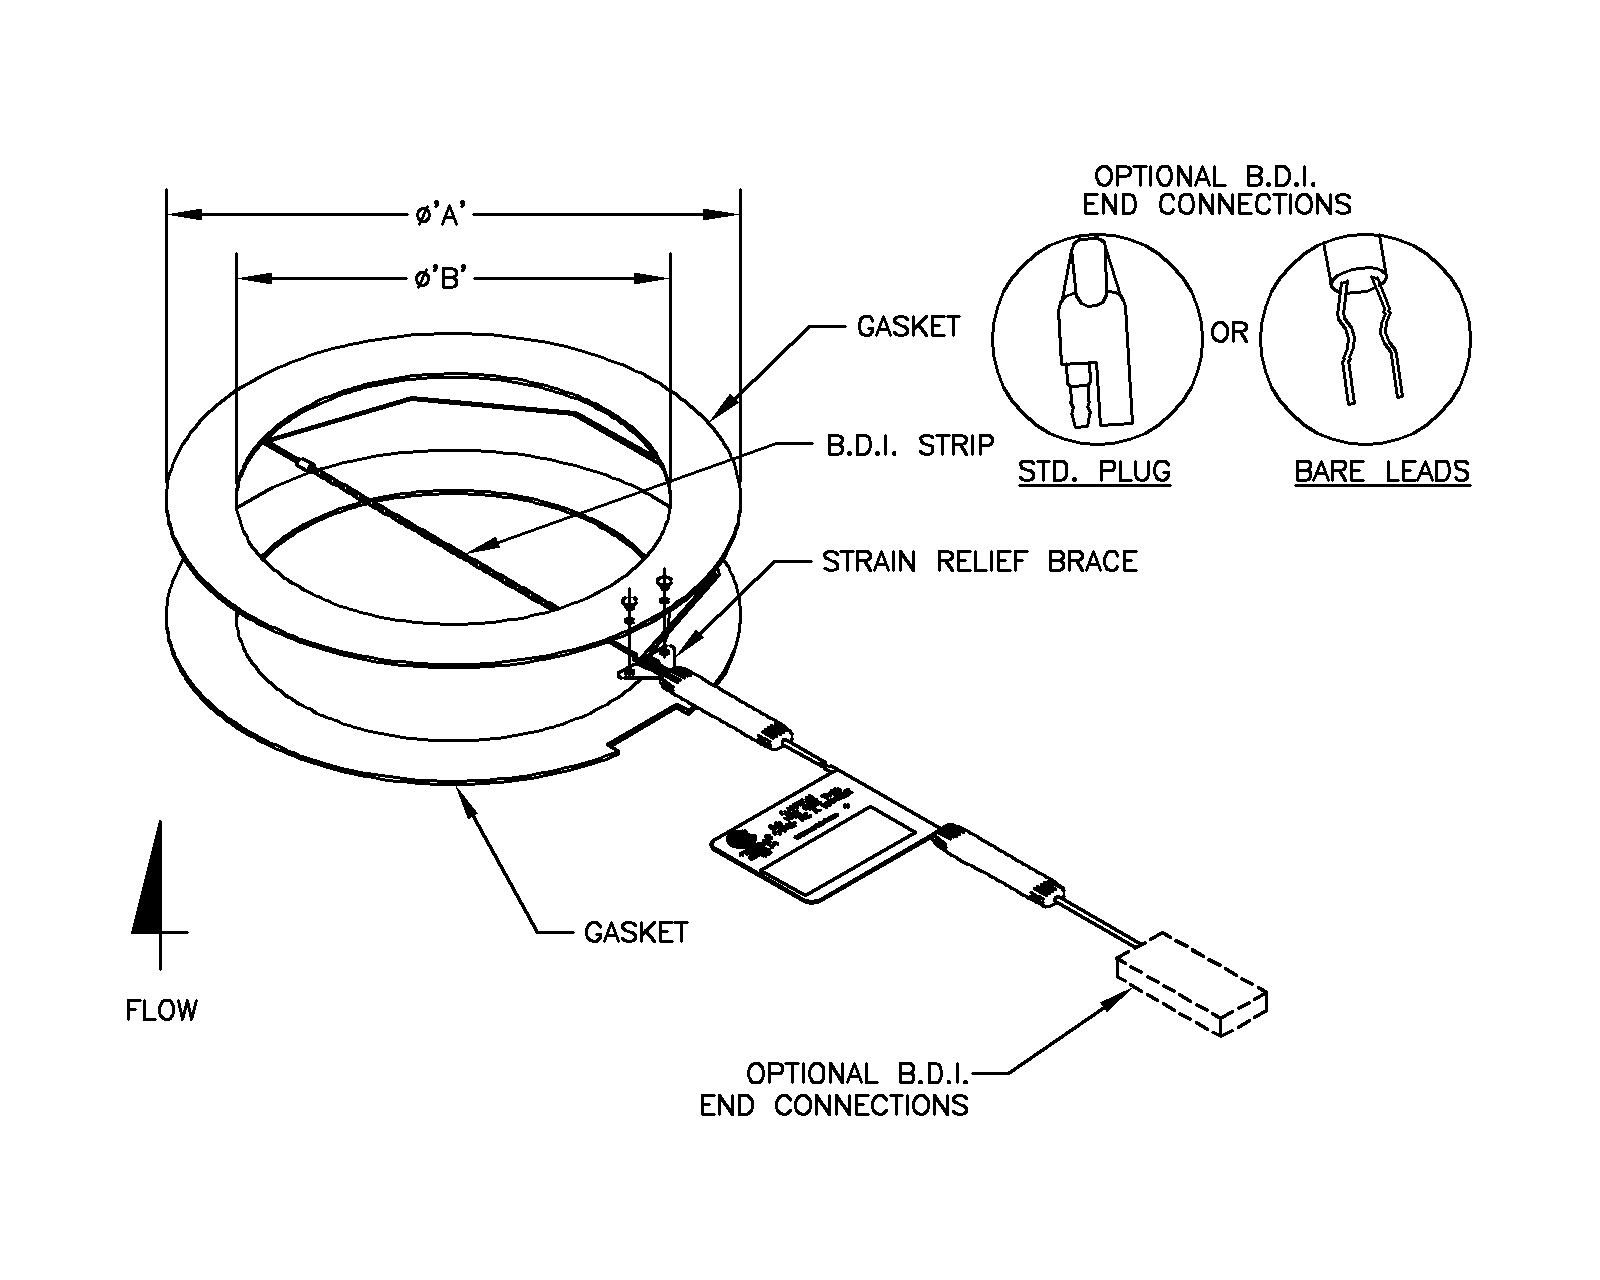 OPTIONAL B.D.I.
END CONNECTIONS
ø'A'
ø'B'
GASKET
OR
B.D.I. STRIP
STD. PLUG
BARE LEADS
STRAIN RELIEF BRACE
GASKET
FLOW
OPTIONAL B.D.I.
END CONNECTIONS